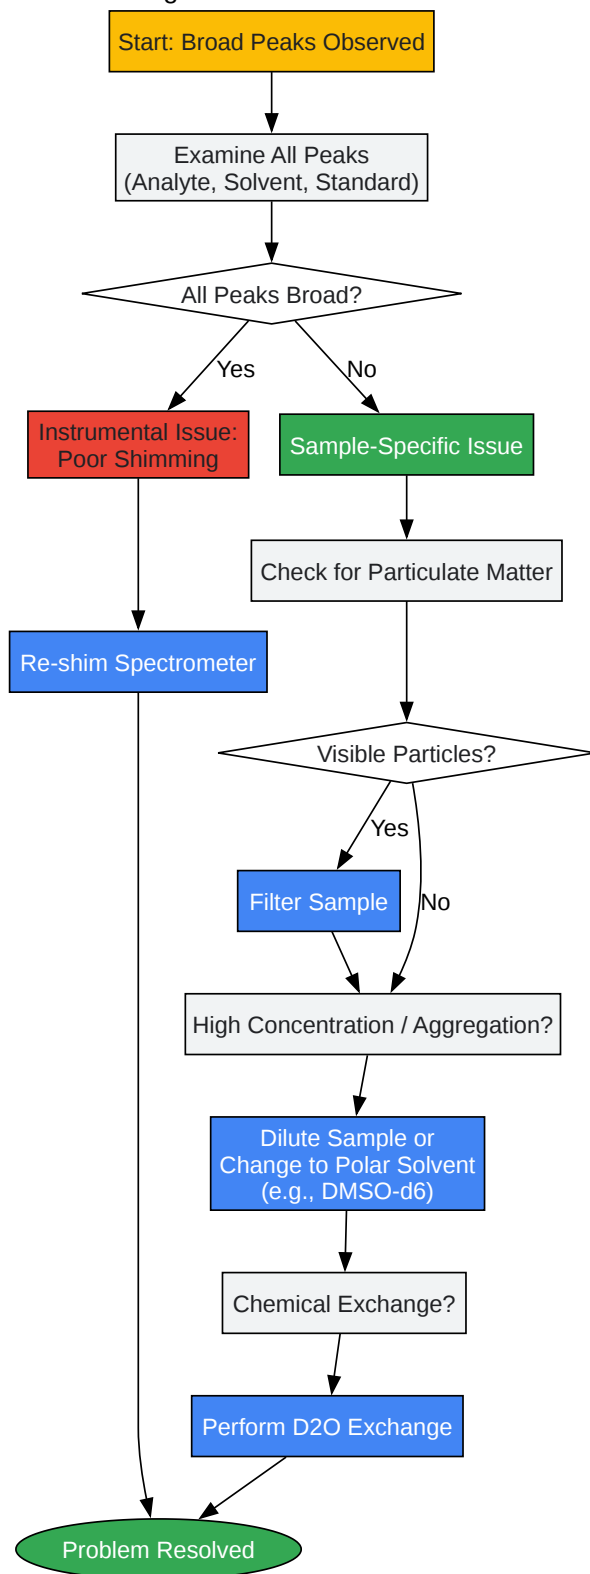 Start: Broad Peaks Observed
Examine All Peaks
(Analyte, Solvent, Standard)
All Peaks Broad?
Yes
No
Instrumental Issue:
Poor Shimming
Sample-Specific Issue
Check for Particulate Matter
Re-shim Spectrometer
Visible Particles?
Yes
Filter Sample
No
High Concentration / Aggregation?
Dilute Sample or
Change to Polar Solvent
(e.g., DMSO-d6)
Chemical Exchange?
Perform D2O Exchange
Problem Resolved